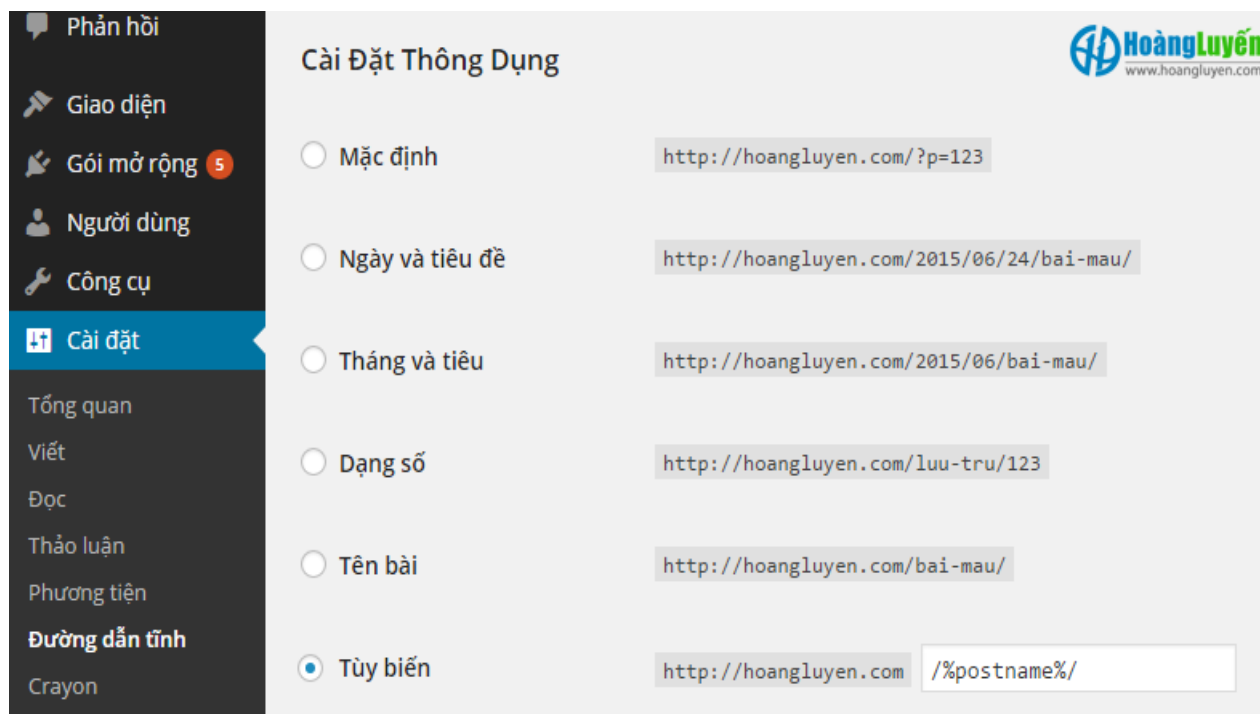 Phản hồi
Giao diện
Gói mở rộng 5
Người dùng
Công cụ
Cài đặt
Tổng quan
Viết
Đọc
Thảo luận
Phương tiện
Đường dẫn tĩnh
Crayon
Cài Đặt Thông Dụng
HoàngLuyến
www.hoangluyen.com
Mặc định http://hoangluyen.com/?p=123
Ngày và tiêu đề http://hoangluyen.com/2015/06/24/bai-mau/
Tháng và tiêu http://hoangluyen.com/2015/06/bai-mau/
Dạng số http://hoangluyen.com/luu-tru/123
Tên bài http://hoangluyen.com/bai-mau/
Tùy biến http://hoangluyen.com /%postname%/